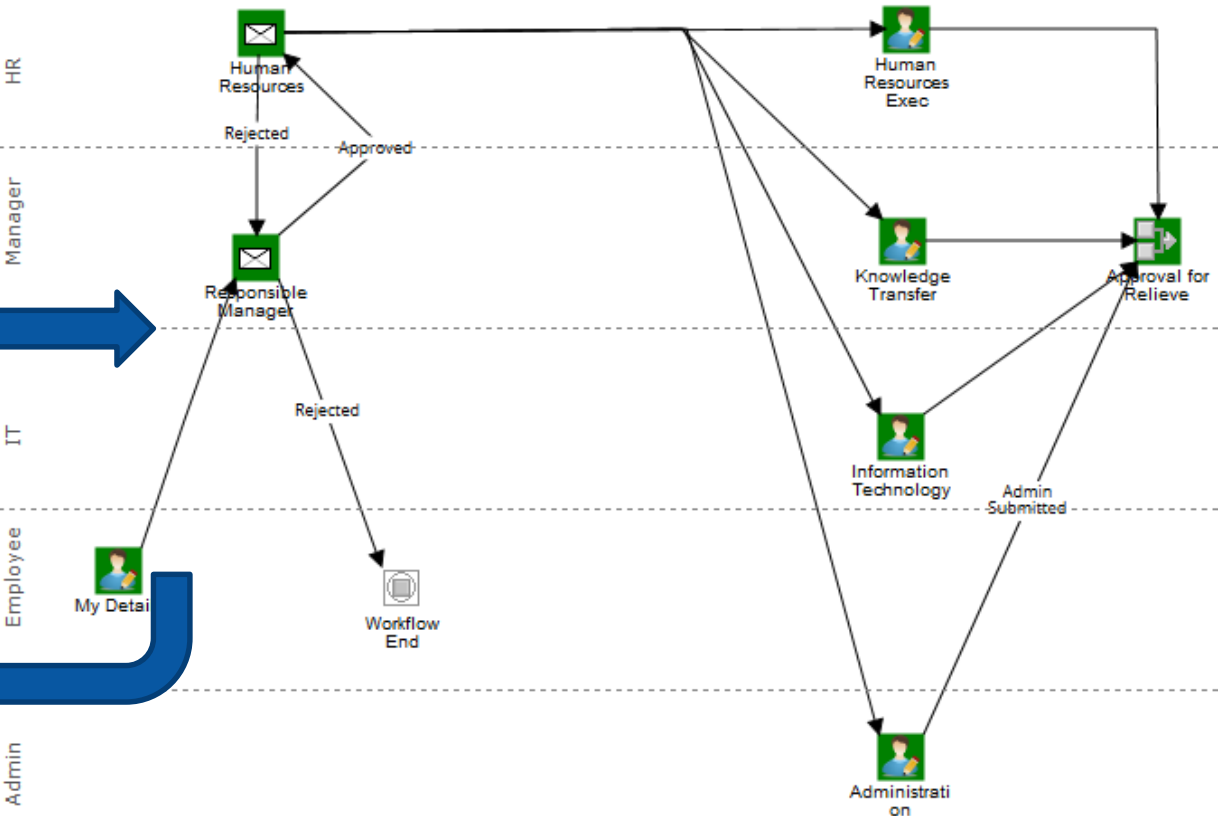 HR
Human
Resources
Human
Resources
Exec
Rejected
Approved
Manager
Responsible
Manager
Knowledge
Transfer
Approval for
Relieve
IT
Rejected
Information
Technology
Admin
Submitted
Employee
My Detai
Workflow
End
Admin
Administrati
on